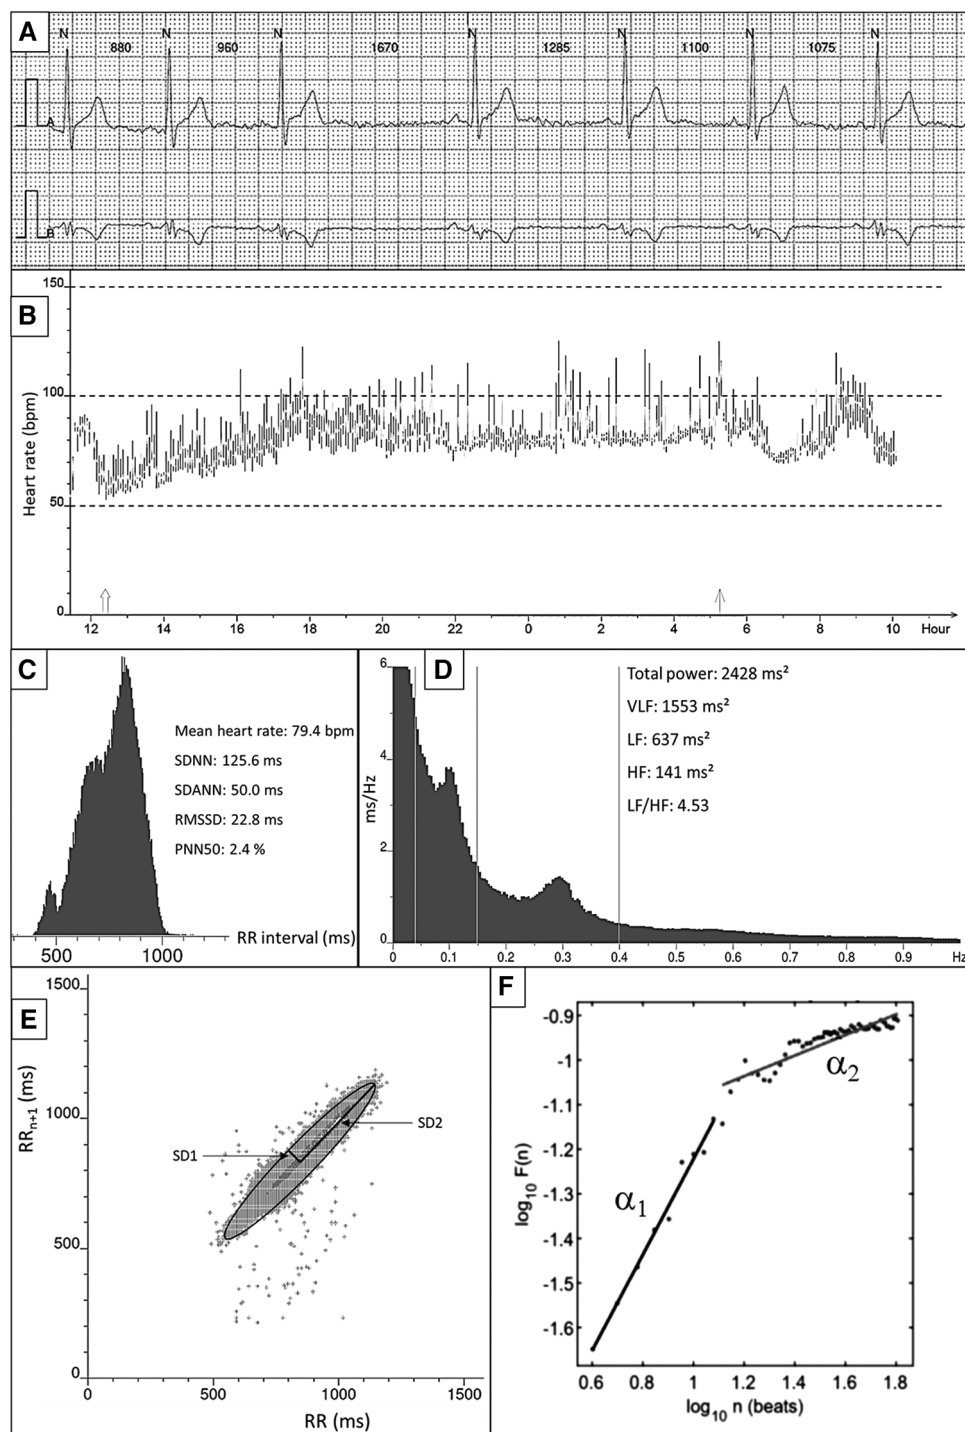 A
N N N N N N N
880 960 1670 1285 1100 1075
A
B
B
150
100
50
0
Heart rate (bpm)
12 14 16 18 20 22 0 2 4 6 8 10 Hour
C
Mean heart rate: 79.4 bpm
SDNN: 125.6 ms
SDANN: 50.0 ms
RMSSD: 22.8 ms
PNN50: 2.4 %
RR interval (ms)
500 1000
D
6
4
2
0
ms/Hz
Total power: 2428 ms²
VLF: 1553 ms²
LF: 637 ms²
HF: 141 ms²
LF/HF: 4.53
0 0.1 0.2 0.3 0.4 0.5 0.6 0.7 0.8 0.9 Hz
E
1500
1000
500
0
RRn+1 (ms)
SD1
SD2
0 500 1000 1500
RR (ms)
F
-0.9
-1
-1.1
-1.2
-1.3
-1.4
-1.5
-1.6
log10 F(n)
α1
α2
0.6 0.8 1 1.2 1.4 1.6 1.8
log10 n (beats)